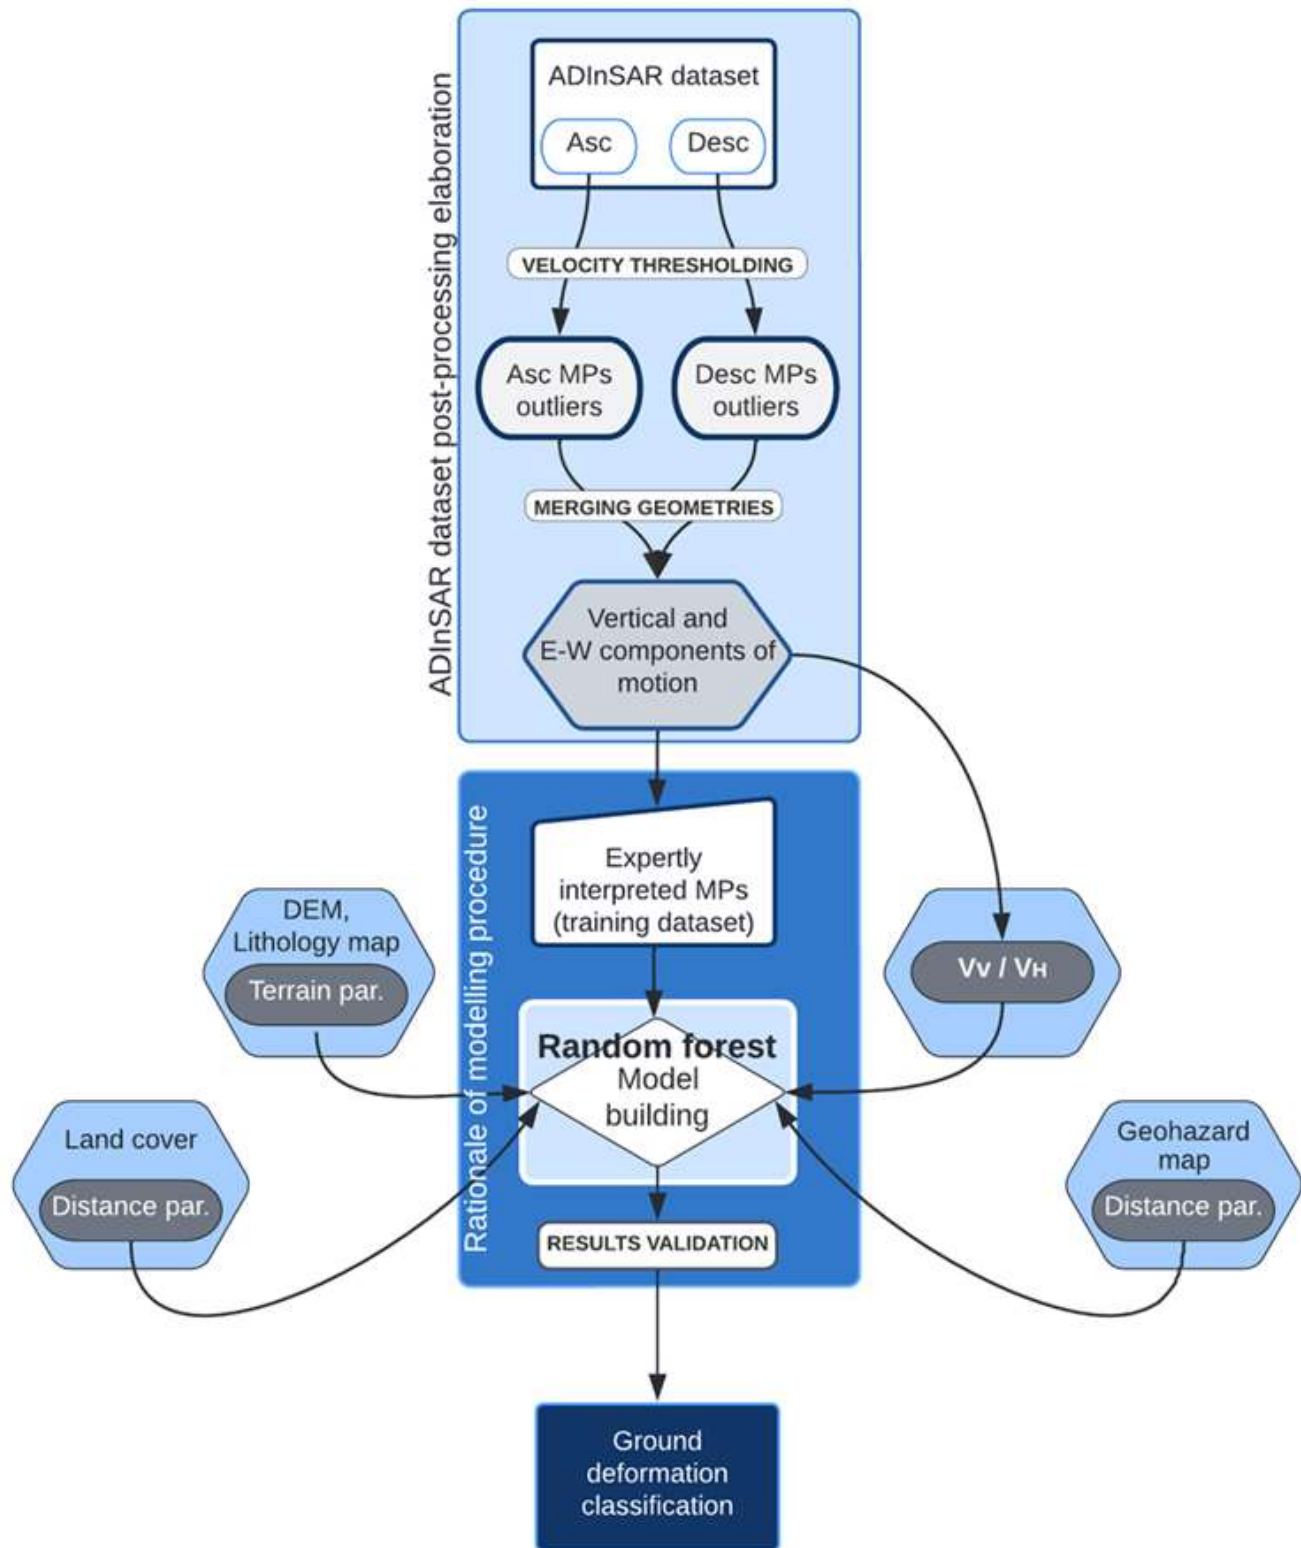 ADInSAR dataset post-processing elaboration
ADInSAR dataset
Asc
Desc
VELOCITY THRESHOLDING
Asc MPs
outliers
Desc MPs
outliers
MERGING GEOMETRIES
Vertical and
E-W components of
motion
Rationale of modelling procedure
Expertly
interpreted MPs
(training dataset)
DEM,
Lithology map
Terrain par.
Vv / VH
Random forest
Model
building
Land cover
Distance par.
Geohazard
map
Distance par.
RESULTS VALIDATION
Ground
deformation
classification